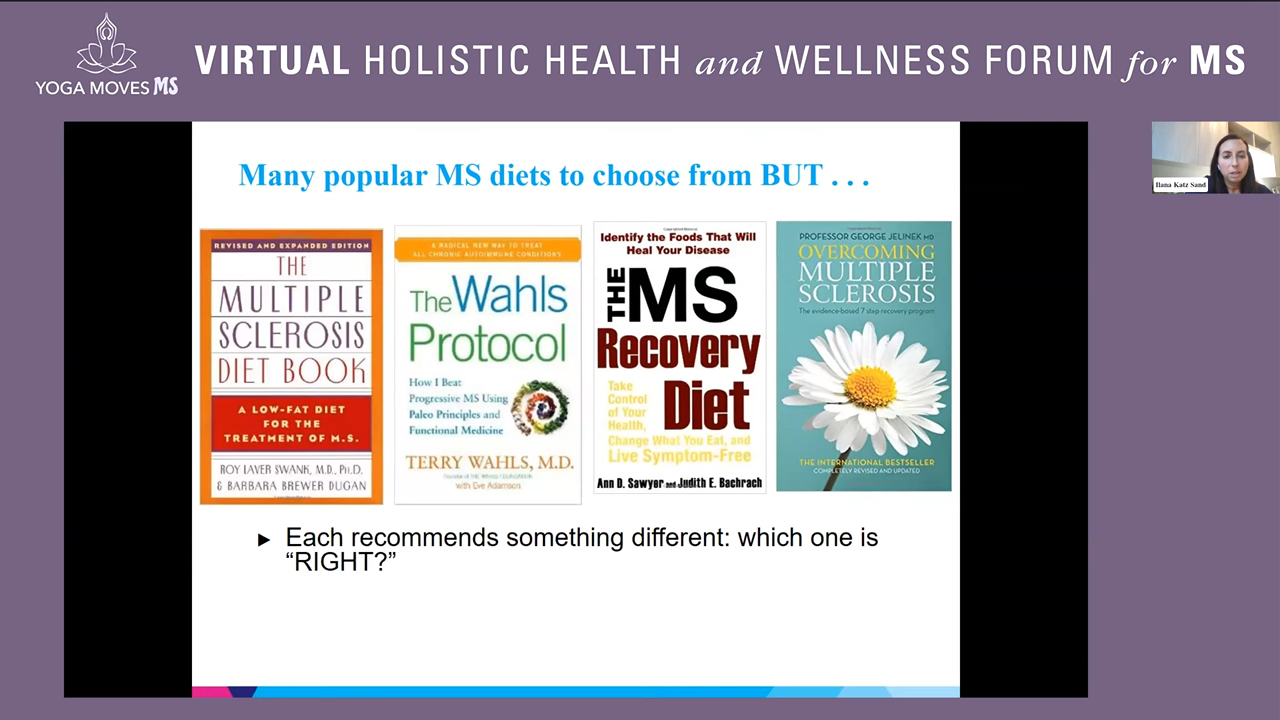 YOGA MOVES MS
VIRTUAL HOLISTIC HEALTH and WELLNESS FORUM for MS
Ilana Katz Sand
Many popular MS diets to choose from BUT . . .
REVISED AND EXPANDED EDITION
THE
MULTIPLE
SCLEROSIS
DIET BOOK
A LOW-FAT DIET
FOR THE
TREATMENT OF M.S.
ROY LAVER SWANK, M.D., PH.D.
& BARBARA BREWER DUGAN
A RADICAL NEW WAY TO TREAT
ALL CHRONIC AUTOIMMUNE CONDITIONS
The Wahls
Protocol
How I Beat
Progressive MS Using
Paleo Principles and
Functional Medicine
TERRY WAHLS, M.D.
Founder of THE WAHLS FOUNDATION
with Eve Adamson
Identify the Foods That Will
Heal Your Disease
THE MS
Recovery
Diet
Take
Control
of Your
Health,
Change What You Eat, and
Live Symptom-Free
Ann D. Sawyer and Judith E. Bachrach
PROFESSOR GEORGE JELINEK MD
OVERCOMING
MULTIPLE
SCLEROSIS
The evidence-based 7 step recovery program
THE INTERNATIONAL BESTSELLER
COMPLETELY REVISED AND UPDATED
► Each recommends something different: which one is
“RIGHT?”